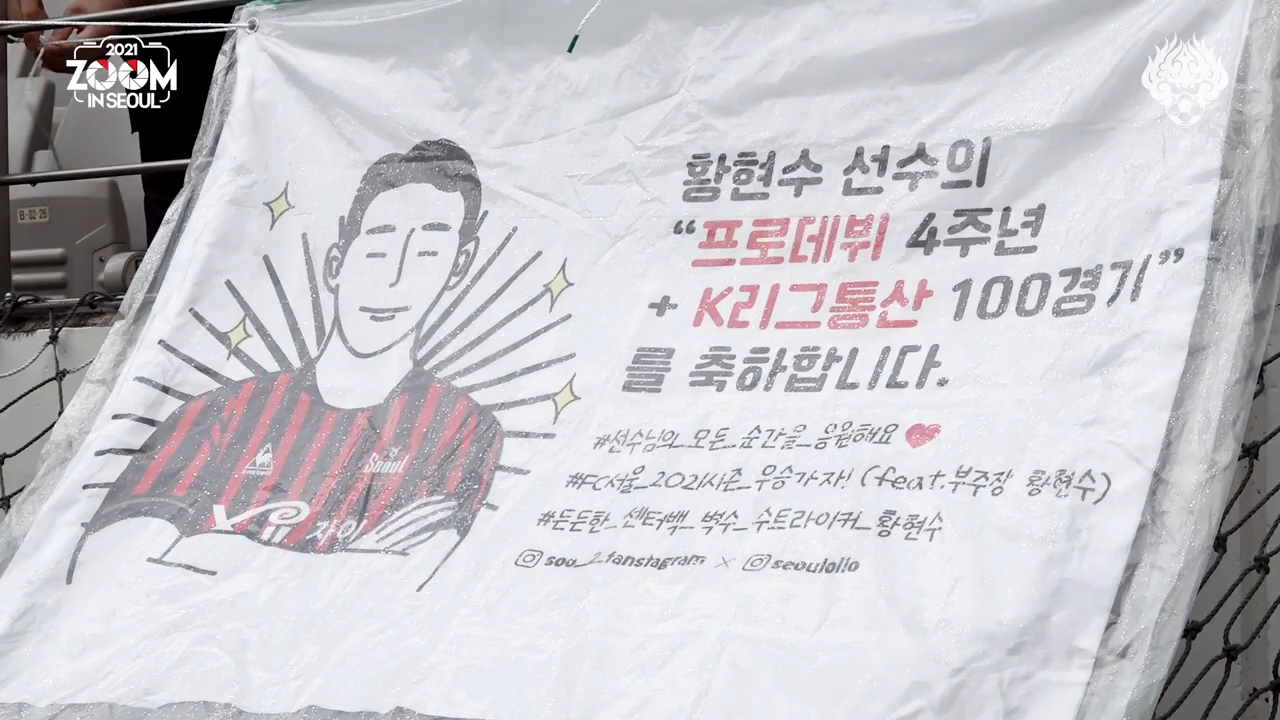 2021
ZOOM
IN SEOUL
B-02-26
황현수 선수의
“프로데뷔 4주년
+ K리그통산 100경기”
를 축하합니다.
#선수님의_모든_순간을_응원해요
#FC서울_2021시즌_우승가자! (feat.부주장 황현수)
#든든한_센터백_벽수_수트라이커_황현수
soo_2.fanstagram × seoulollo
Seoul